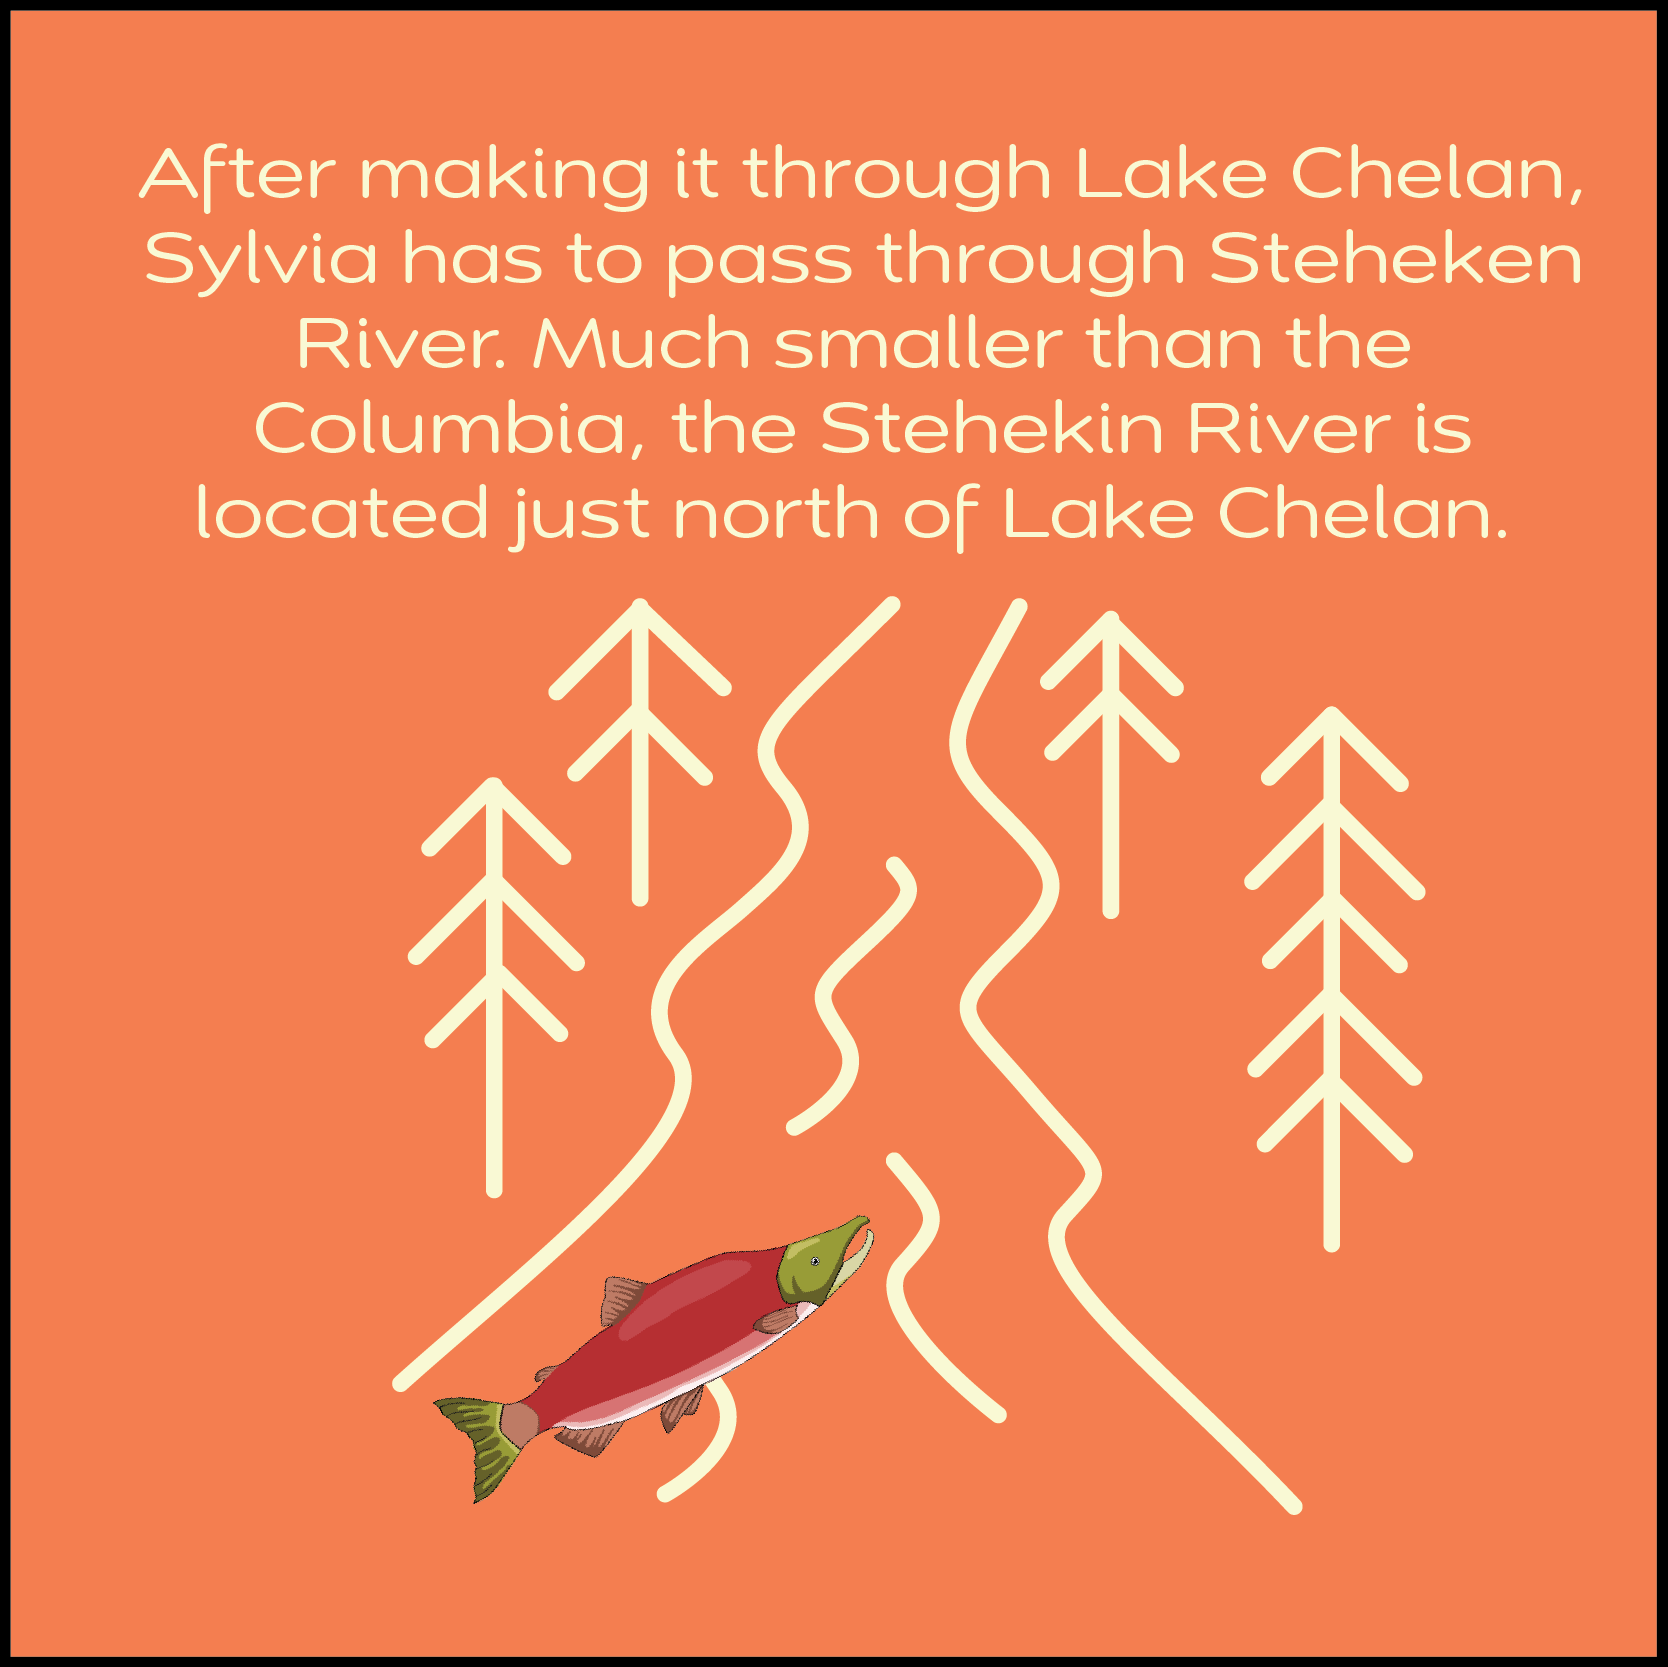 After making it through Lake Chelan,
Sylvia has to pass through Steheken
River. Much smaller than the
Columbia, the Stehekin River is
located just north of Lake Chelan.